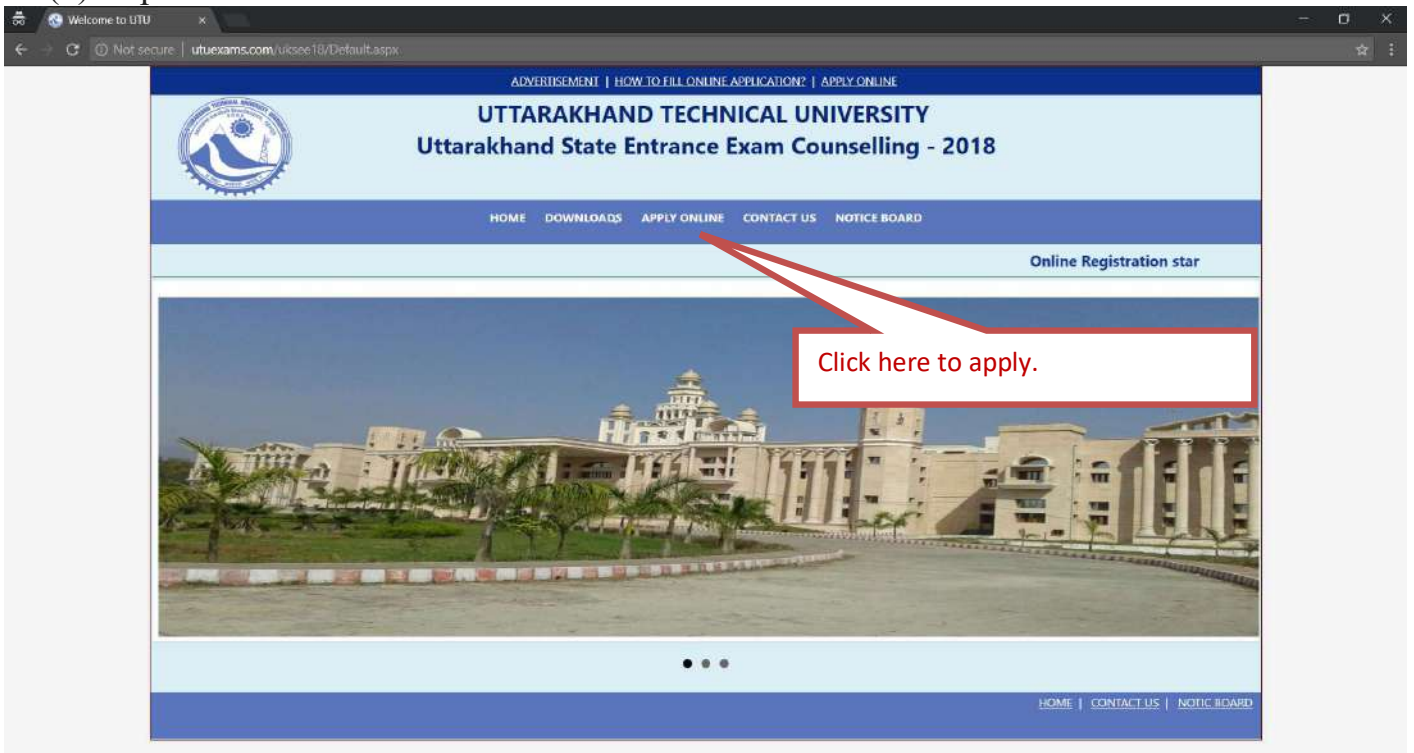 Welcome to UTU
Not secure | utuexams.com/uksee18/Default.aspx
ADVERTISEMENT | HOW TO FILL ONLINE APPLICATION? | APPLY ONLINE
UTTARAKHAND TECHNICAL UNIVERSITY
Uttarakhand State Entrance Exam Counselling - 2018
HOME DOWNLOADS APPLY ONLINE CONTACT US NOTICE BOARD
Online Registration star
Click here to apply.
HOME | CONTACT US | NOTIC BOARD